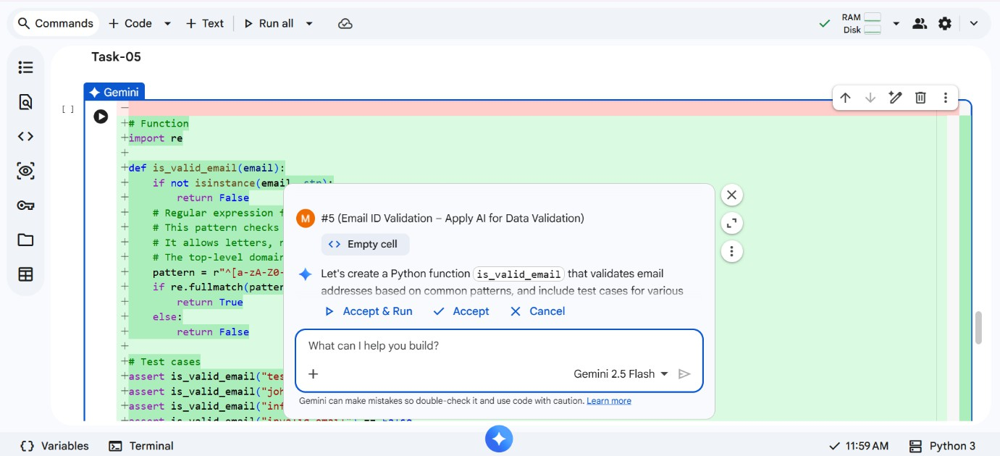 Commands + Code + Text Run all RAM
Disk
Task-05
Gemini
[ ]
−
+# Function
+import re
+
+def is_valid_email(email):
+    if not isinstance(email, str):
+        return False
+    # Regular expression f
+    # This pattern checks
+    # It allows letters, n
+    # The top-level domain
+    pattern = r"^[a-zA-Z0-
+    if re.fullmatch(patter
+        return True
+    else:
+        return False
+
+# Test cases
+assert is_valid_email("tes
+assert is_valid_email("joh
+assert is_valid_email("inf
+assert is_valid_email("invalid_email") == False
M #5 (Email ID Validation – Apply AI for Data Validation)
<> Empty cell
Let's create a Python function is_valid_email that validates email
addresses based on common patterns, and include test cases for various
Accept & Run Accept Cancel
What can I help you build?
+ Gemini 2.5 Flash
Gemini can make mistakes so double-check it and use code with caution. Learn more
{} Variables Terminal 11:59 AM Python 3